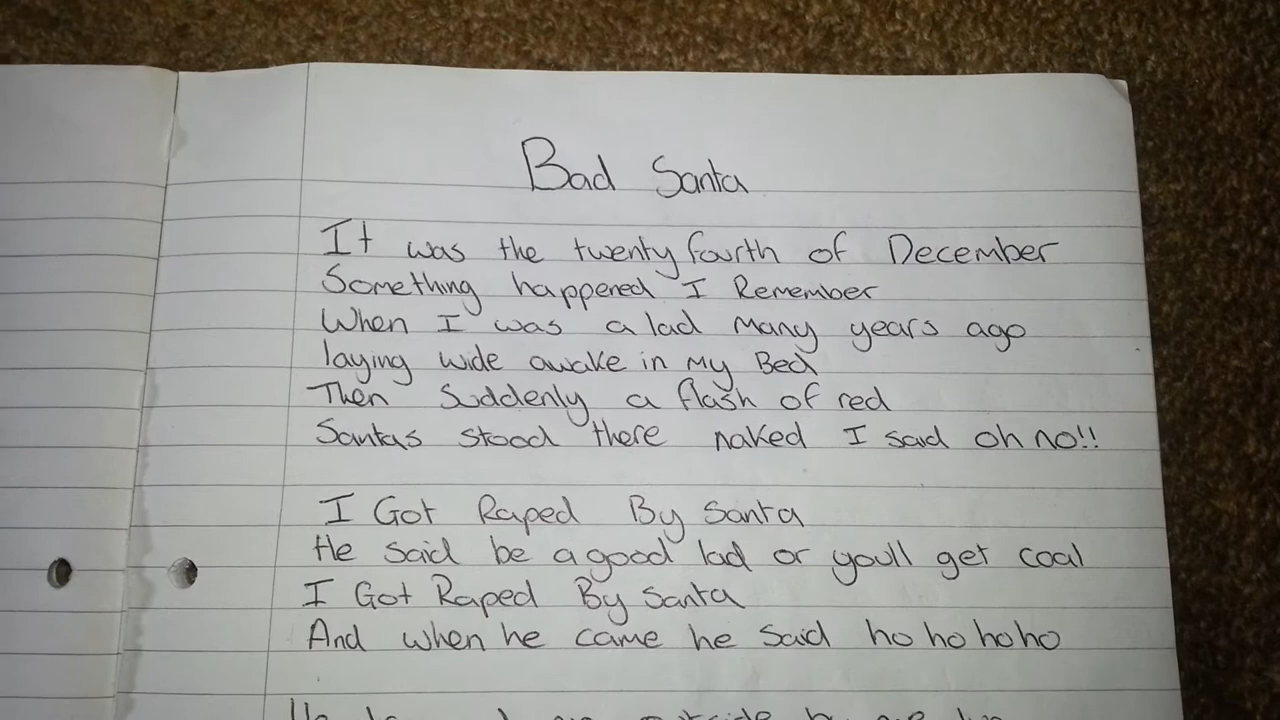 Bad Santa
It was the twenty fourth of December
Something happened I Remember
When I was a lad many years ago
laying wide awake in my Bed
Then Suddenly a flash of red
Santas stood there naked I said oh no!!
I Got Raped By Santa
He said be a good lad or youll get coal
I Got Raped By Santa
And when he came he said ho ho ho ho